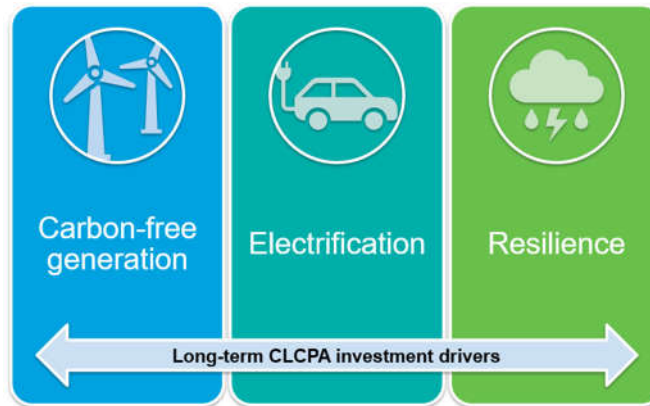 Carbon-free
generation
Electrification
Resilience
Long-term CLCPA investment drivers